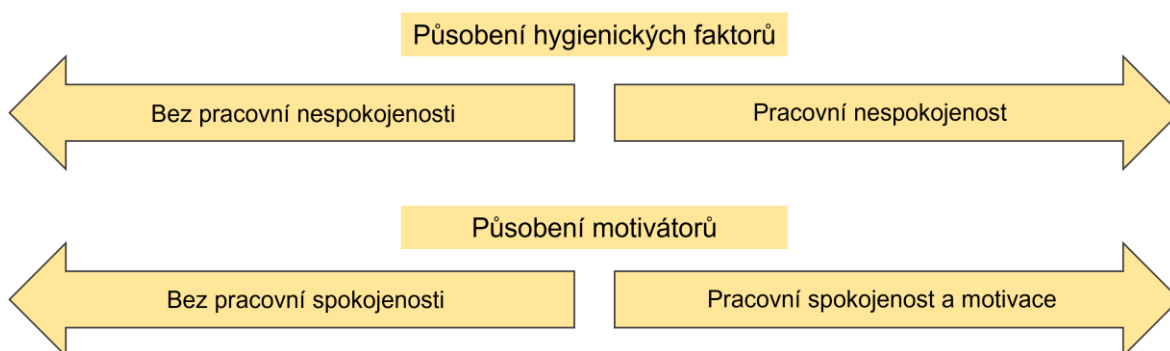 Působení hygienických faktorů
Bez pracovní nespokojenosti
Pracovní nespokojenost
Působení motivátorů
Bez pracovní spokojenosti
Pracovní spokojenost a motivace